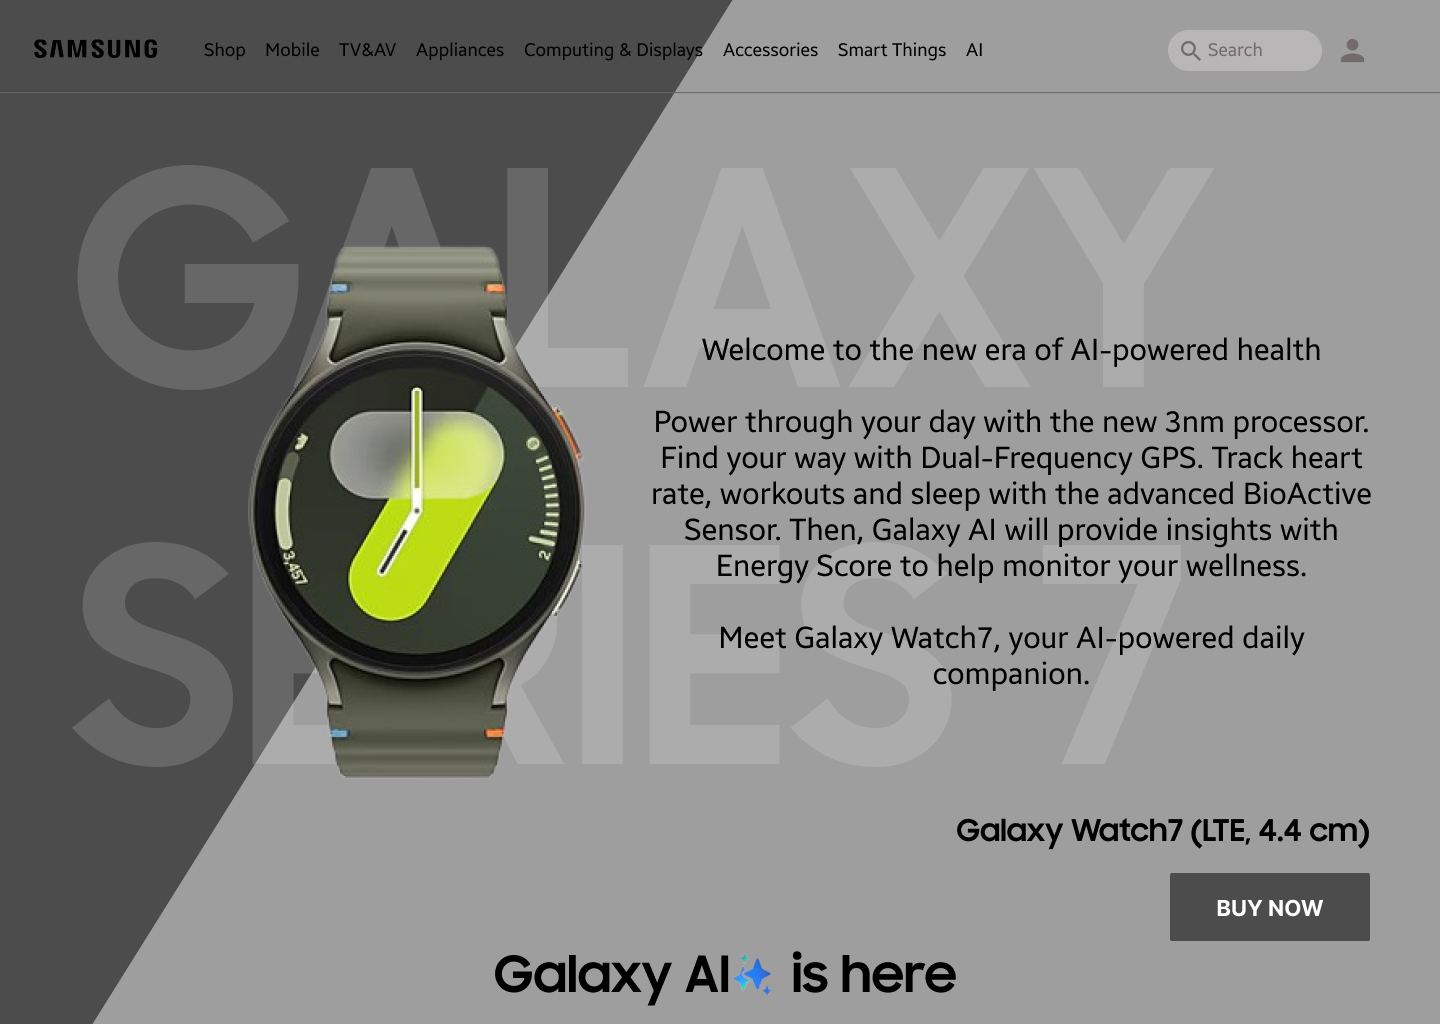 SAMSUNG Shop Mobile TV&AV Appliances Computing & Displays Accessories Smart Things AI Search
GALAXY
Welcome to the new era of AI-powered health
Power through your day with the new 3nm processor.
Find your way with Dual-Frequency GPS. Track heart
rate, workouts and sleep with the advanced BioActive
Sensor. Then, Galaxy AI will provide insights with
Energy Score to help monitor your wellness.
3,457
2
SERIES 7
Meet Galaxy Watch7, your AI-powered daily
companion.
Galaxy Watch7 (LTE, 4.4 cm)
BUY NOW
Galaxy AI is here